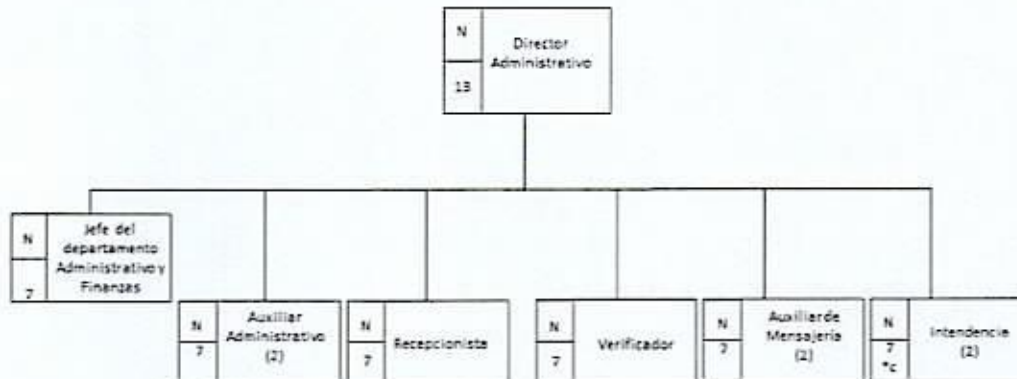 N
13
Director
Administrativo
N
7
Jefe del
departamento
Administrativo y
Finanzas
N
7
Auxiliar
Administrativo
(2)
N
7
Recepcionista
N
7
Verificador
N
7
Auxiliar de
Mensajería
(2)
N
7
*c
Intendencia
(2)